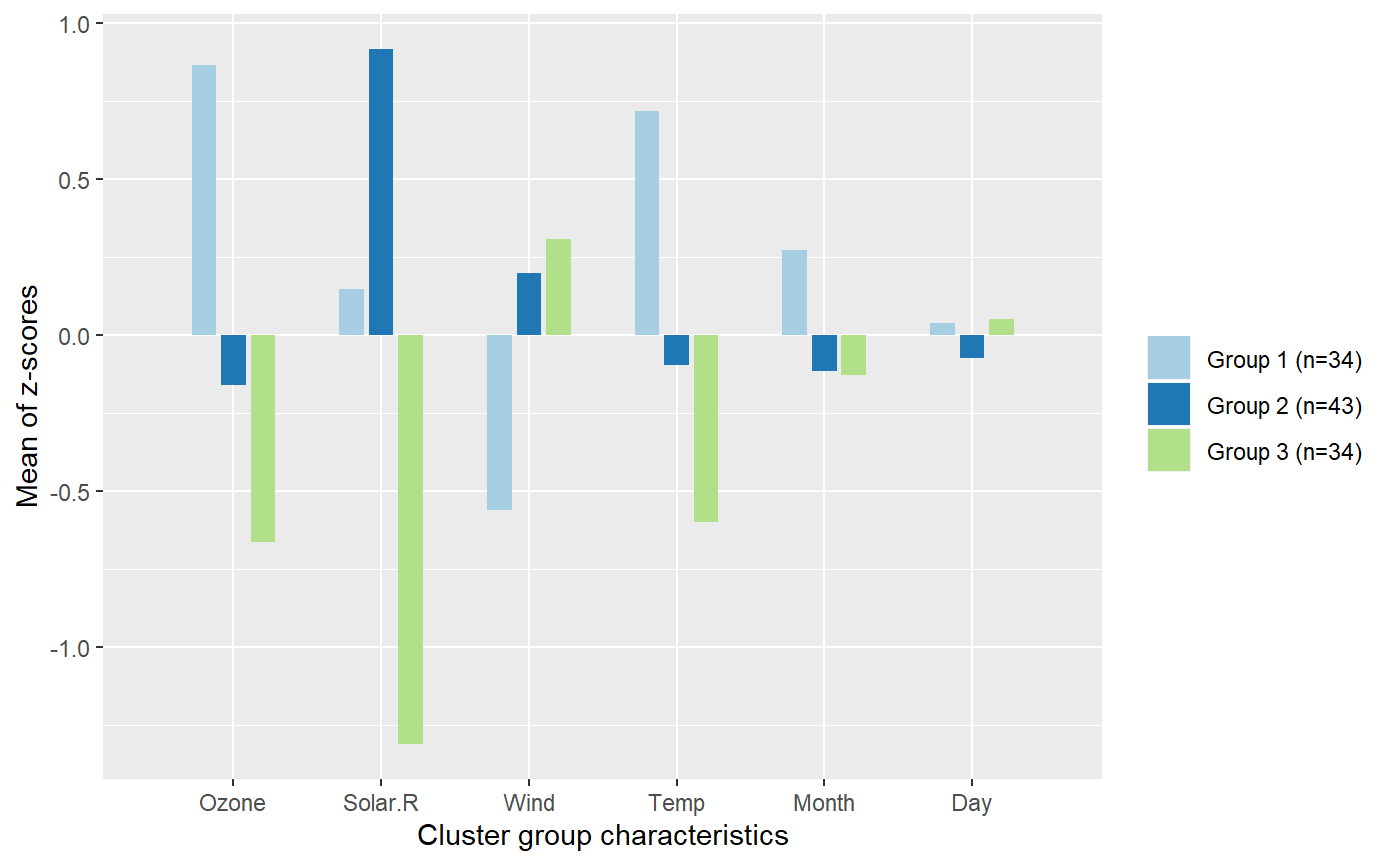 1.0
0.5
0.0
-0.5
-1.0
Mean of z-scores
Ozone
Solar.R
Wind
Temp
Month
Day
Cluster group characteristics
Group 1 (n=34)
Group 2 (n=43)
Group 3 (n=34)